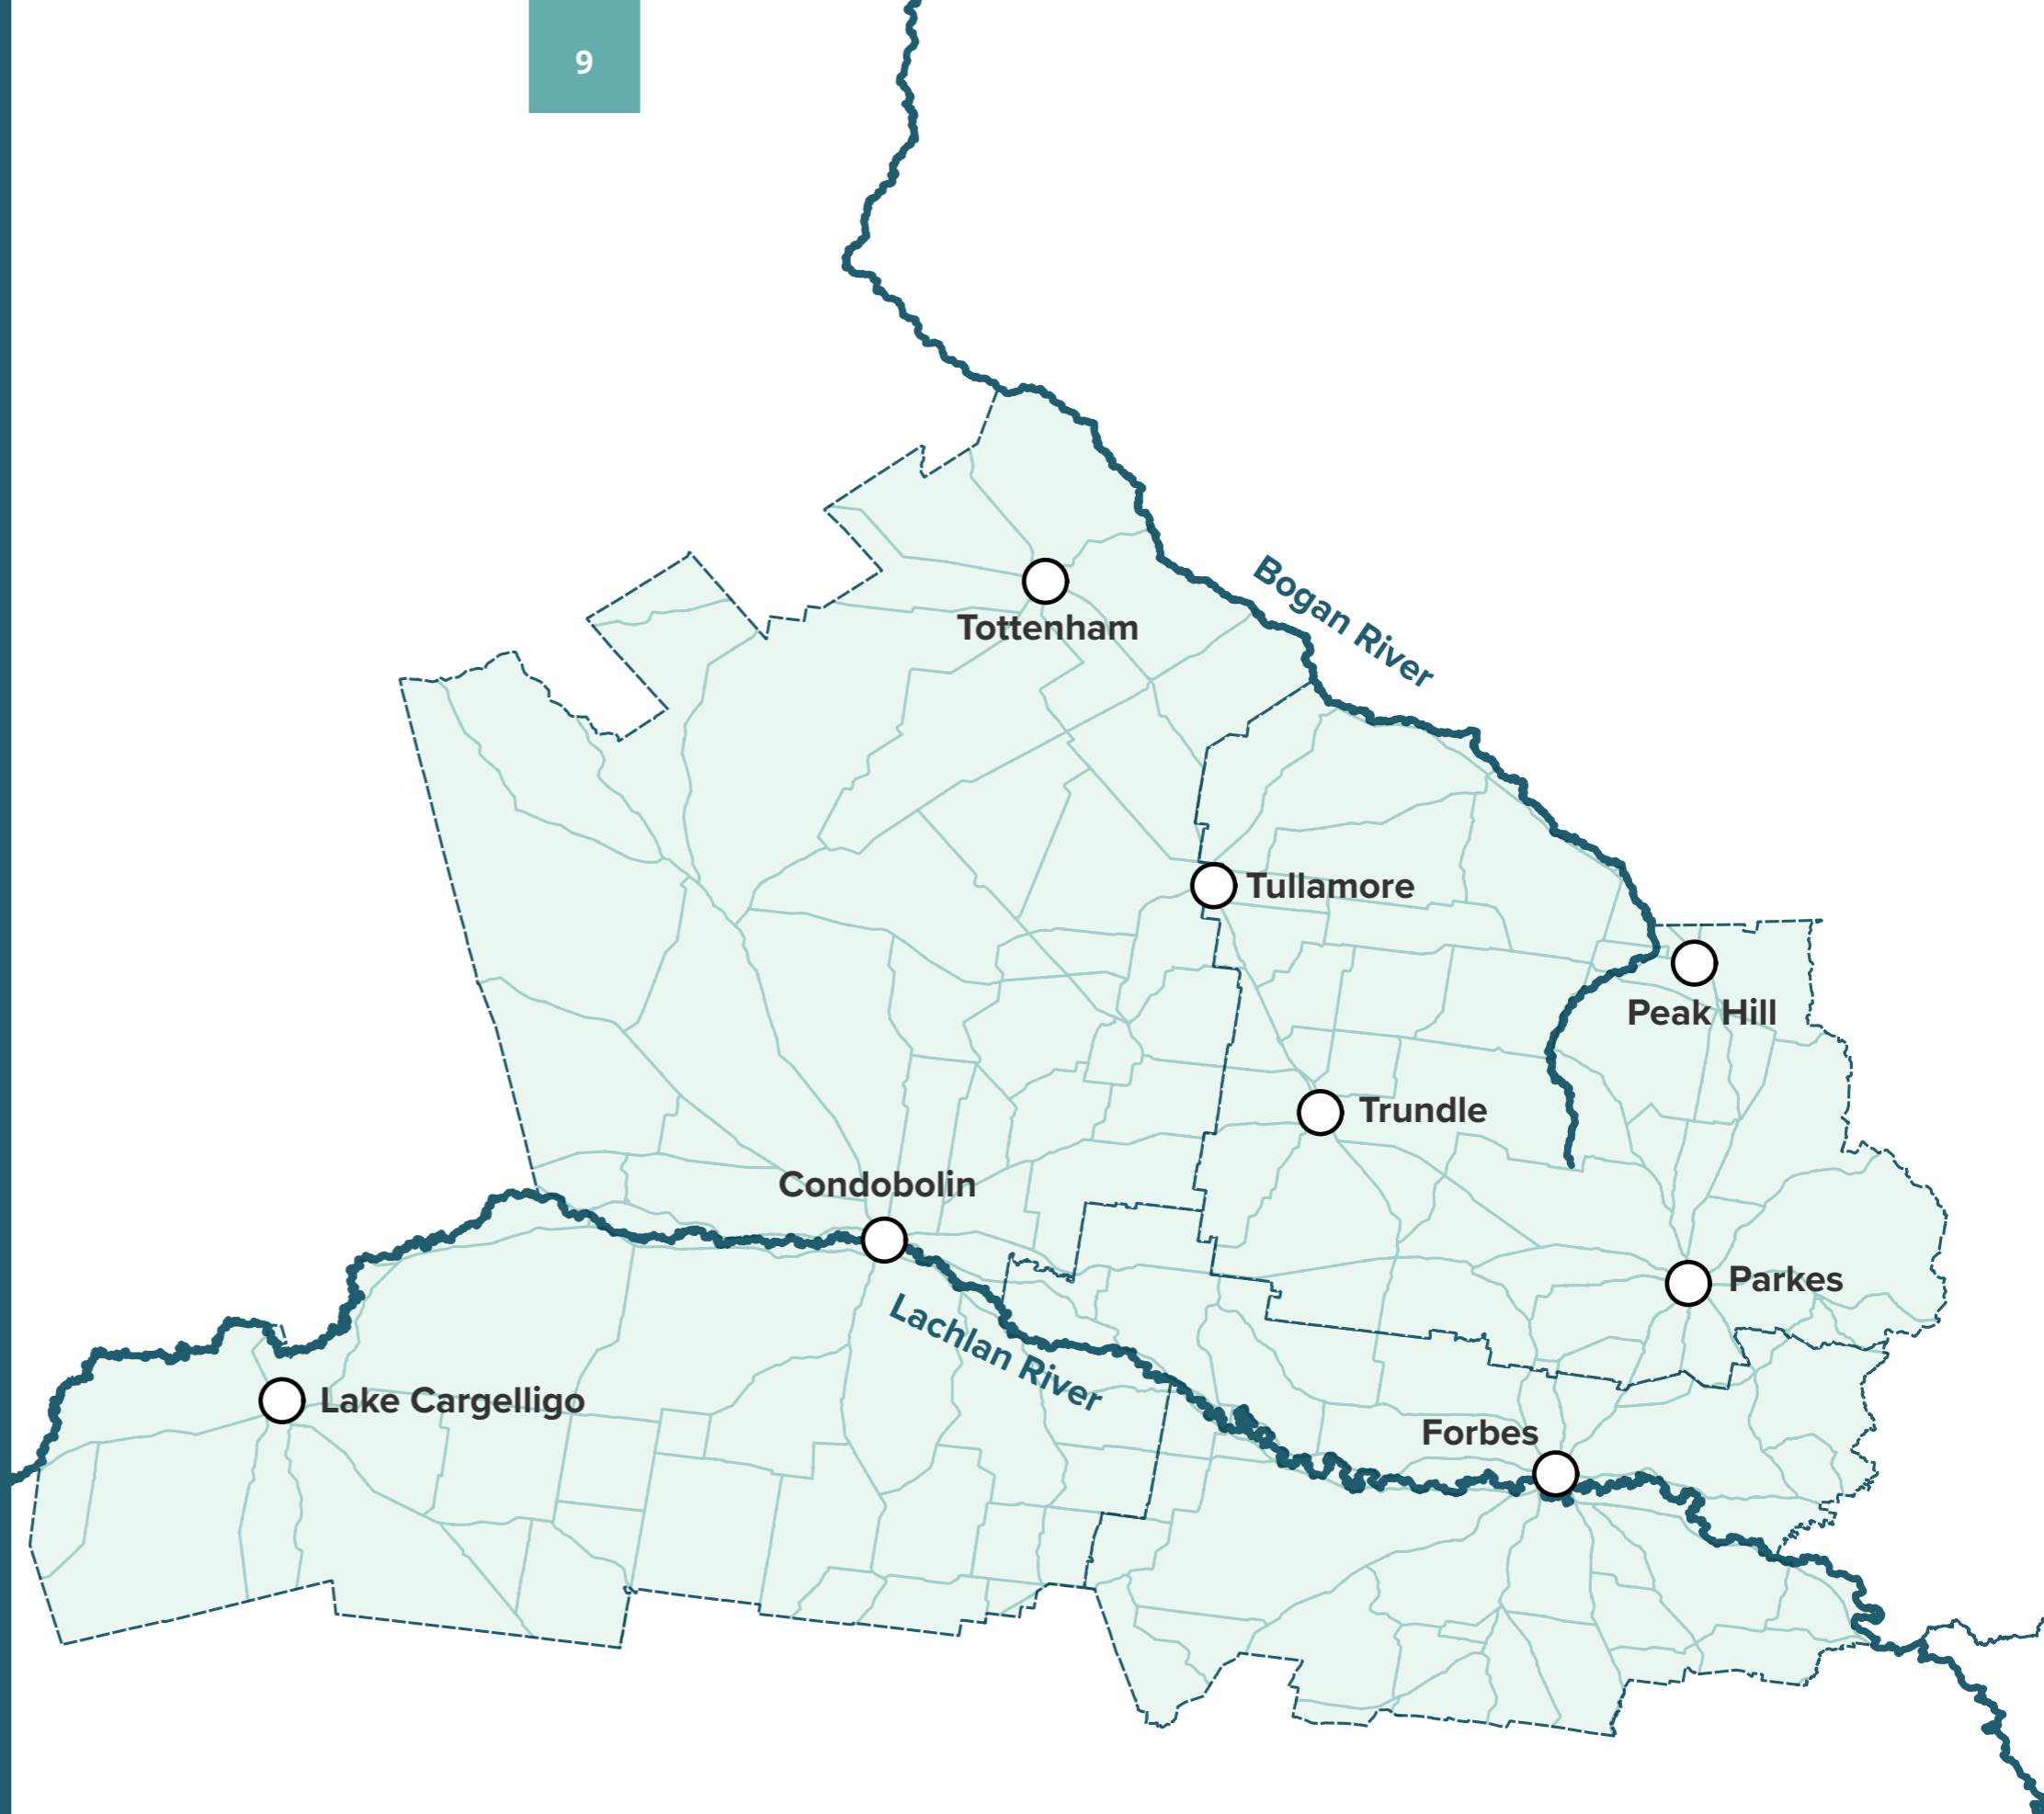 9
Bogan River
Tottenham
Tullamore
Peak Hill
Trundle
Condobolin
Parkes
Lachlan River
Lake Cargelligo
Forbes